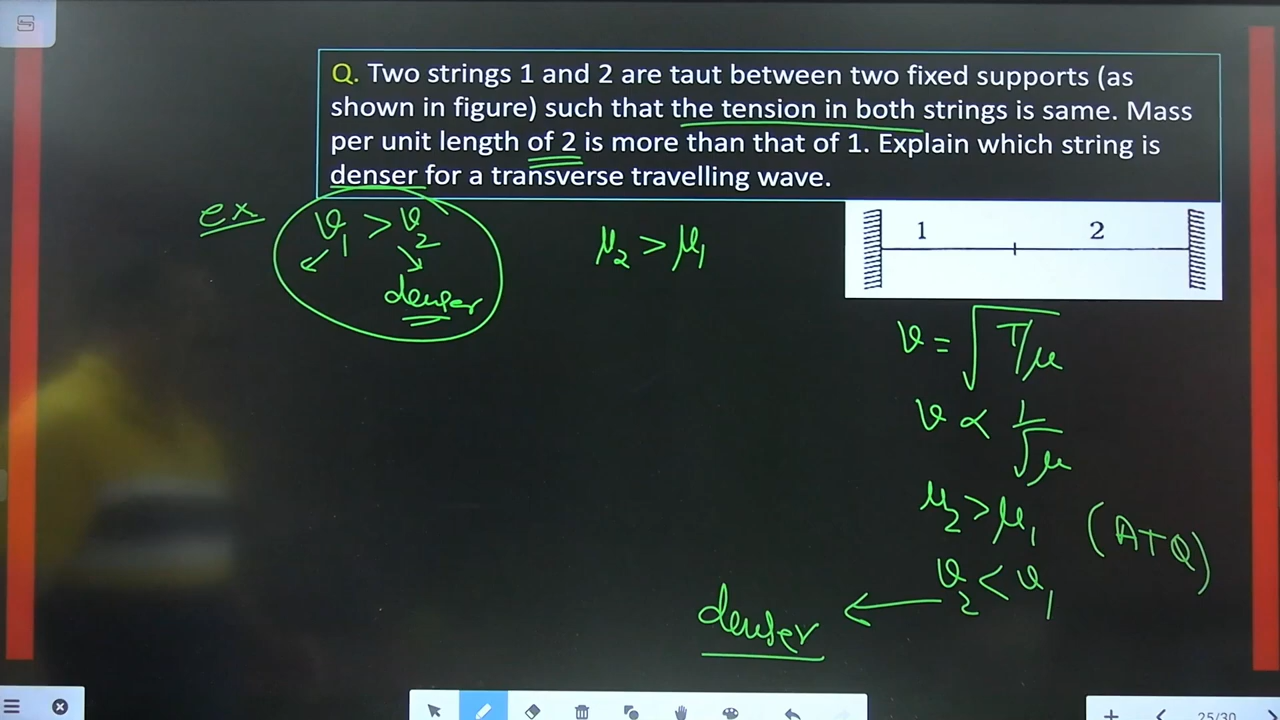 Q. Two strings 1 and 2 are taut between two fixed supports (as
shown in figure) such that the tension in both strings is same. Mass
per unit length of 2 is more than that of 1. Explain which string is
denser for a transverse travelling wave.
ex
v₁ > v₂
denser
μ₂ > μ₁
1 2
v = √T/μ
v ∝ 1/√μ
μ₂ > μ₁ (ATQ)
v₂ < v₁
denser
25/30